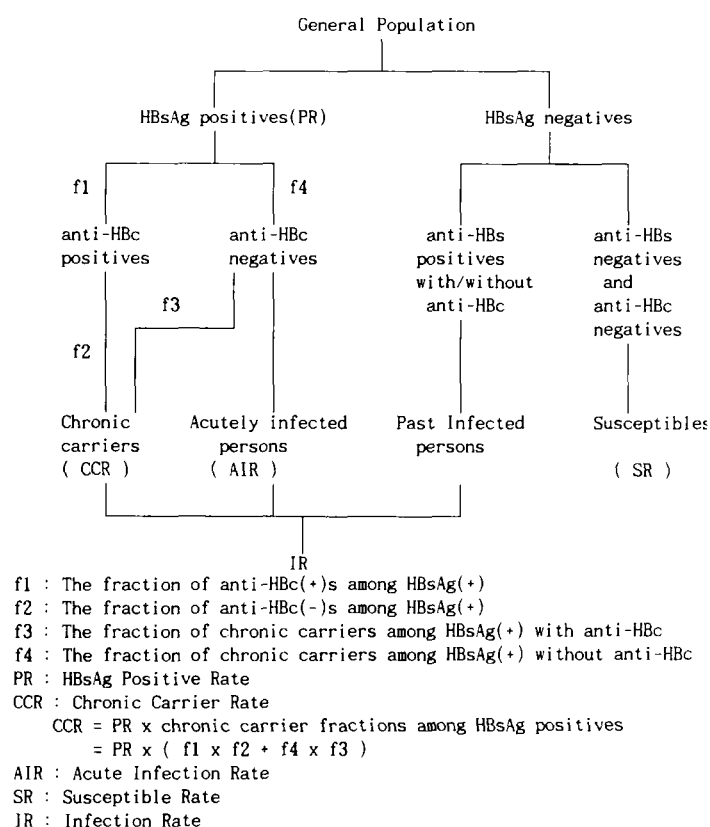 General Population
HBsAg positives(PR) HBsAg negatives
f1 f4
anti-HBc anti-HBc anti-HBs anti-HBs
positives negatives positives negatives
with/without and
anti-HBc anti-HBc
negatives
f3
f2
Chronic Acutely infected Past Infected Susceptibles
carriers persons persons
( CCR ) ( AIR ) ( SR )
IR
f1 : The fraction of anti-HBc(+)s among HBsAg(+)
f2 : The fraction of anti-HBc(-)s among HBsAg(+)
f3 : The fraction of chronic carriers among HBsAg(+) with anti-HBc
f4 : The fraction of chronic carriers among HBsAg(+) without anti-HBc
PR : HBsAg Positive Rate
CCR : Chronic Carrier Rate
CCR = PR x chronic carrier fractions among HBsAg positives
= PR x ( f1 x f2 + f4 x f3 )
AIR : Acute Infection Rate
SR : Susceptible Rate
IR : Infection Rate